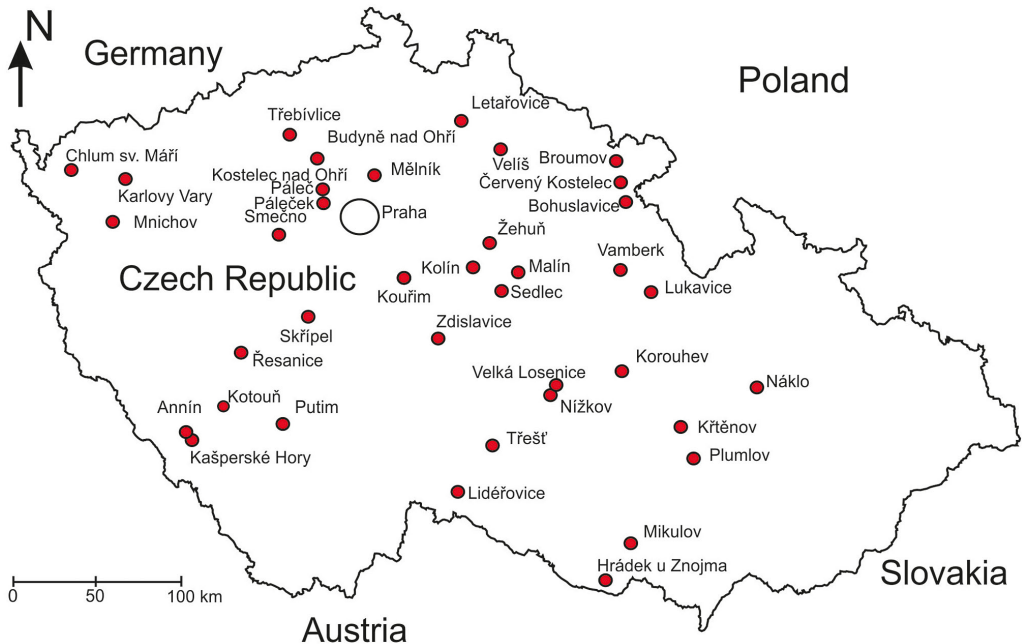 N
Germany
Poland
Letařovice
Třebívlice
Budyně nad Ohří
Chlum sv. Máří
Velíš
Broumov
Kostelec nad Ohří
Mělník
Karlovy Vary
Páleč
Červený Kostelec
Páleček
Bohuslavice
Smečno
Praha
Mnichov
Žehuň
Vamberk
Czech Republic
Kolín
Malín
Kouřim
Sedlec
Lukavice
Zdislavice
Skřípel
Řesanice
Korouhev
Velká Losenice
Náklo
Kotouň
Nížkov
Annín
Putim
Křtěnov
Třešť
Kašperské Hory
Plumlov
Lidéřovice
Mikulov
Hrádek u Znojma
Slovakia
0 50 100 km
Austria